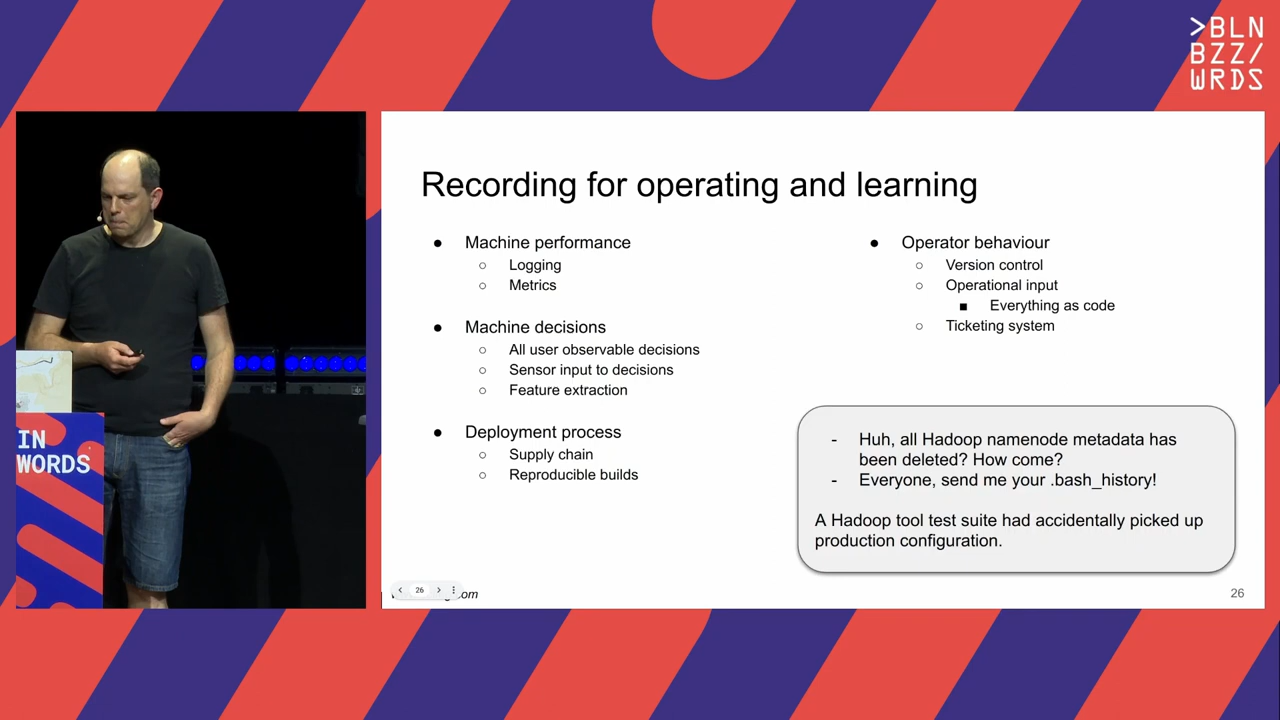 >BLN
BZZ/
WRDS
IN
WORDS
Recording for operating and learning
● Machine performance
○ Logging
○ Metrics
● Machine decisions
○ All user observable decisions
○ Sensor input to decisions
○ Feature extraction
● Deployment process
○ Supply chain
○ Reproducible builds
● Operator behaviour
○ Version control
○ Operational input
■ Everything as code
○ Ticketing system
- Huh, all Hadoop namenode metadata has
been deleted? How come?
- Everyone, send me your .bash_history!
A Hadoop tool test suite had accidentally picked up
production configuration.
26
26